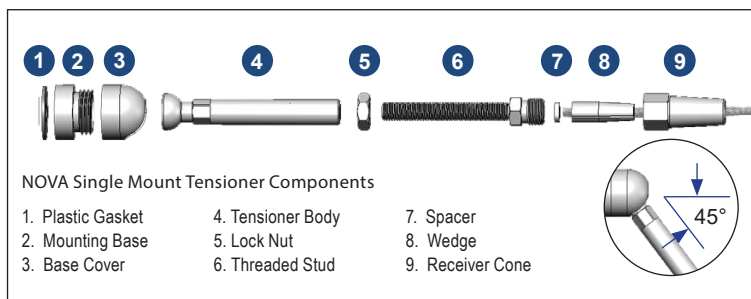 1 2 3 4 5 6 7 8 9
NOVA Single Mount Tensioner Components
1. Plastic Gasket
2. Mounting Base
3. Base Cover
4. Tensioner Body
5. Lock Nut
6. Threaded Stud
7. Spacer
8. Wedge
9. Receiver Cone
45°